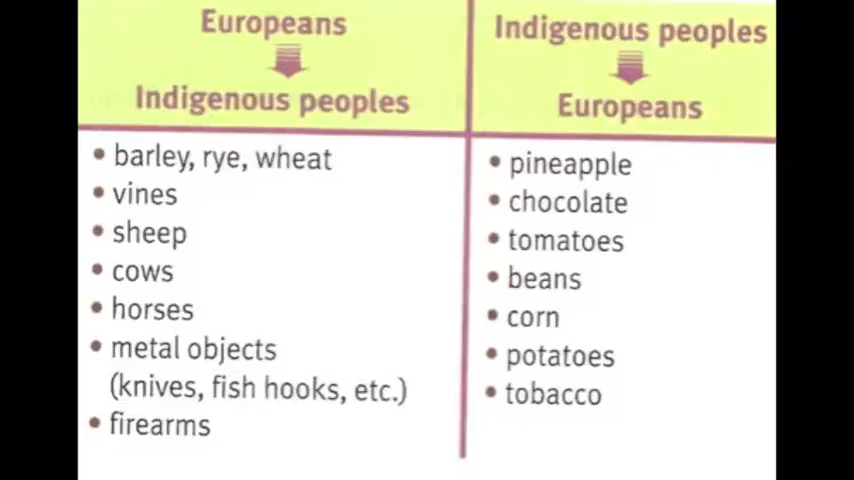 Europeans
Indigenous peoples
• barley, rye, wheat
• vines
• sheep
• cows
• horses
• metal objects
(knives, fish hooks, etc.)
• firearms
Indigenous peoples
Europeans
• pineapple
• chocolate
• tomatoes
• beans
• corn
• potatoes
• tobacco